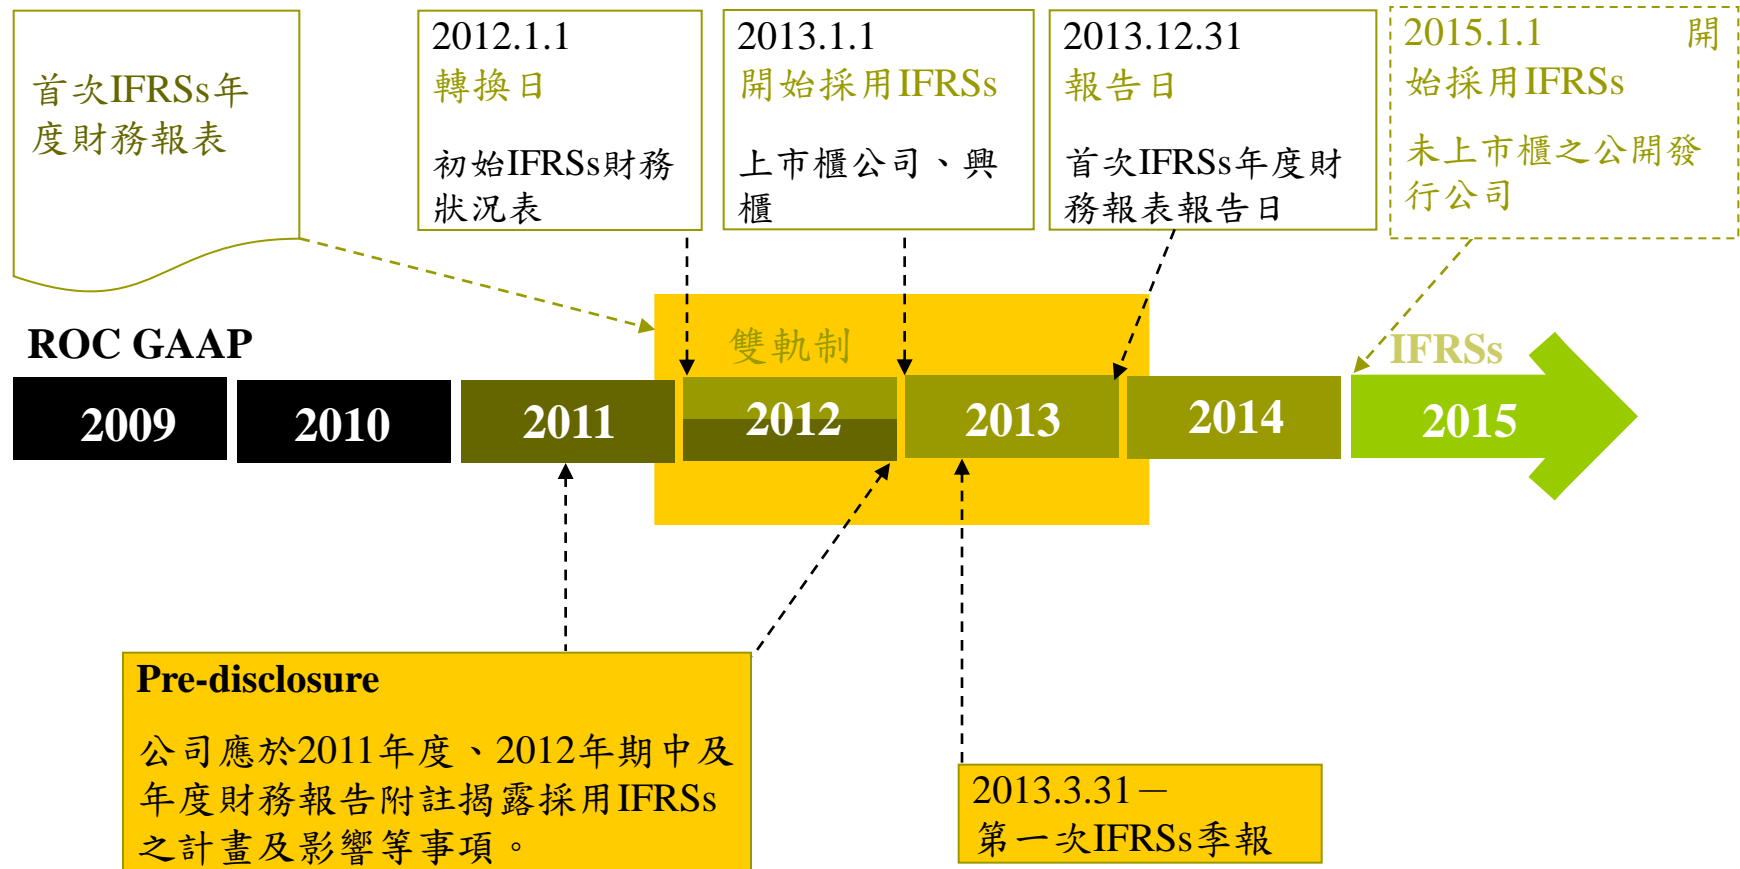 首次IFRSs年
度財務報表
2012.1.1
轉換日
初始IFRSs財務
狀況表
2013.1.1
開始採用IFRSs
上市櫃公司、興
櫃
2013.12.31
報告日
首次IFRSs年度財
務報表報告日
2015.1.1 開
始採用IFRSs
未上市櫃之公開發
行公司
ROC GAAP
雙軌制
IFRSs
2009
2010
2011
2012
2013
2014
2015
Pre-disclosure
公司應於2011年度、2012年期中及
年度財務報告附註揭露採用IFRSs
之計畫及影響等事項。
2013.3.31－
第一次IFRSs季報